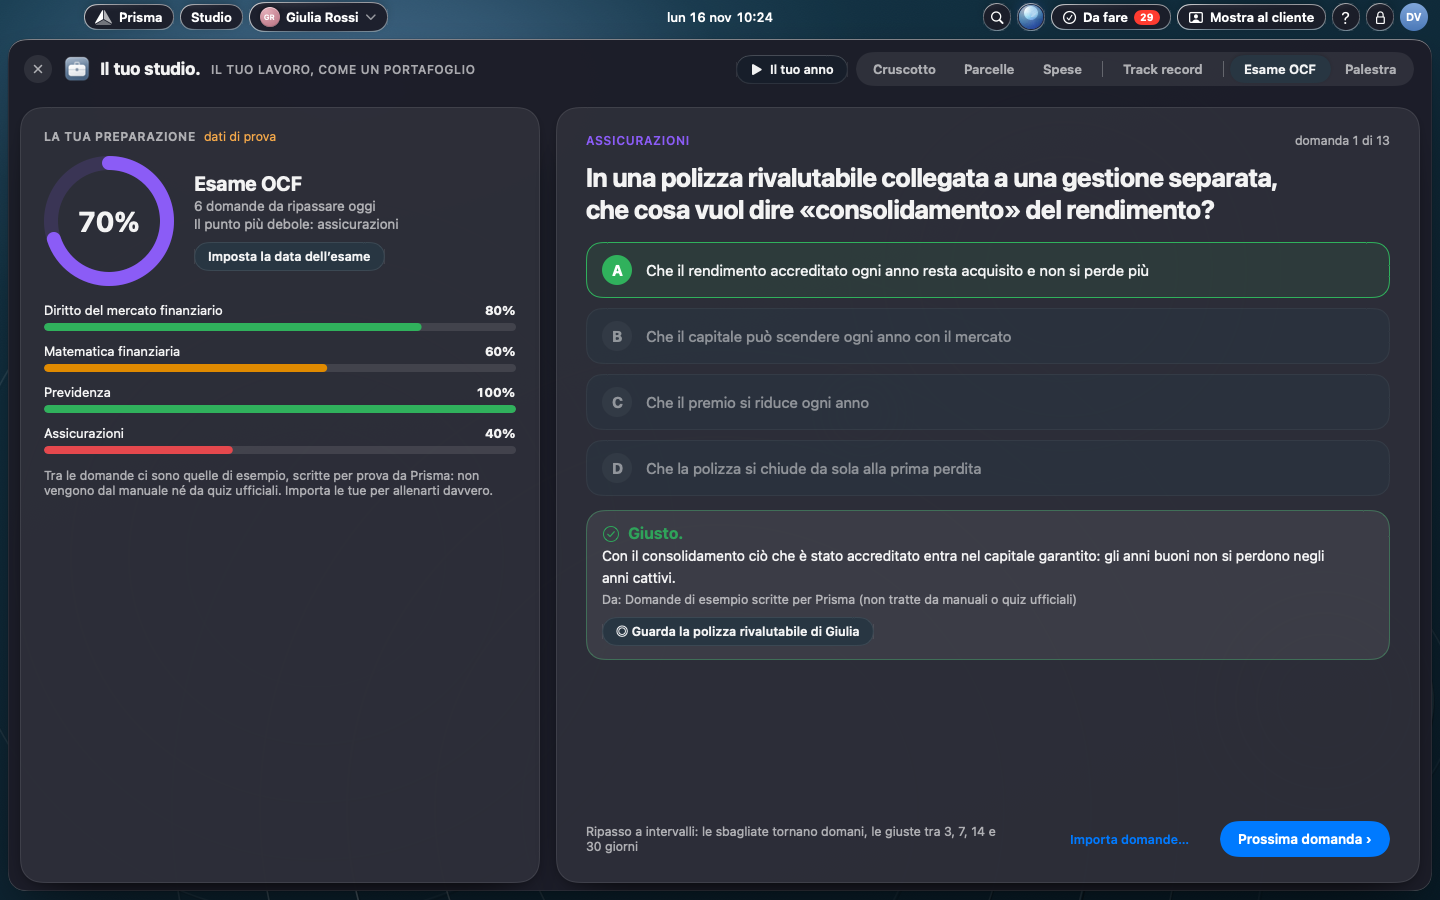 Prisma
Studio
GR Giulia Rossi
lun 16 nov 10:24
Da fare 29
Mostra al cliente
?
DV
Il tuo studio. IL TUO LAVORO, COME UN PORTAFOGLIO
Il tuo anno
Cruscotto
Parcelle
Spese
Track record
Esame OCF
Palestra
LA TUA PREPARAZIONE dati di prova
70%
Esame OCF
6 domande da ripassare oggi
Il punto più debole: assicurazioni
Imposta la data dell'esame
Diritto del mercato finanziario 80%
Matematica finanziaria 60%
Previdenza 100%
Assicurazioni 40%
Tra le domande ci sono quelle di esempio, scritte per prova da Prisma: non
vengono dal manuale né da quiz ufficiali. Importa le tue per allenarti davvero.
ASSICURAZIONI
domanda 1 di 13
In una polizza rivalutabile collegata a una gestione separata,
che cosa vuol dire «consolidamento» del rendimento?
A Che il rendimento accreditato ogni anno resta acquisito e non si perde più
B Che il capitale può scendere ogni anno con il mercato
C Che il premio si riduce ogni anno
D Che la polizza si chiude da sola alla prima perdita
Giusto.
Con il consolidamento ciò che è stato accreditato entra nel capitale garantito: gli anni buoni non si perdono negli
anni cattivi.
Da: Domande di esempio scritte per Prisma (non tratte da manuali o quiz ufficiali)
Guarda la polizza rivalutabile di Giulia
Ripasso a intervalli: le sbagliate tornano domani, le giuste tra 3, 7, 14 e
30 giorni
Importa domande...
Prossima domanda ›